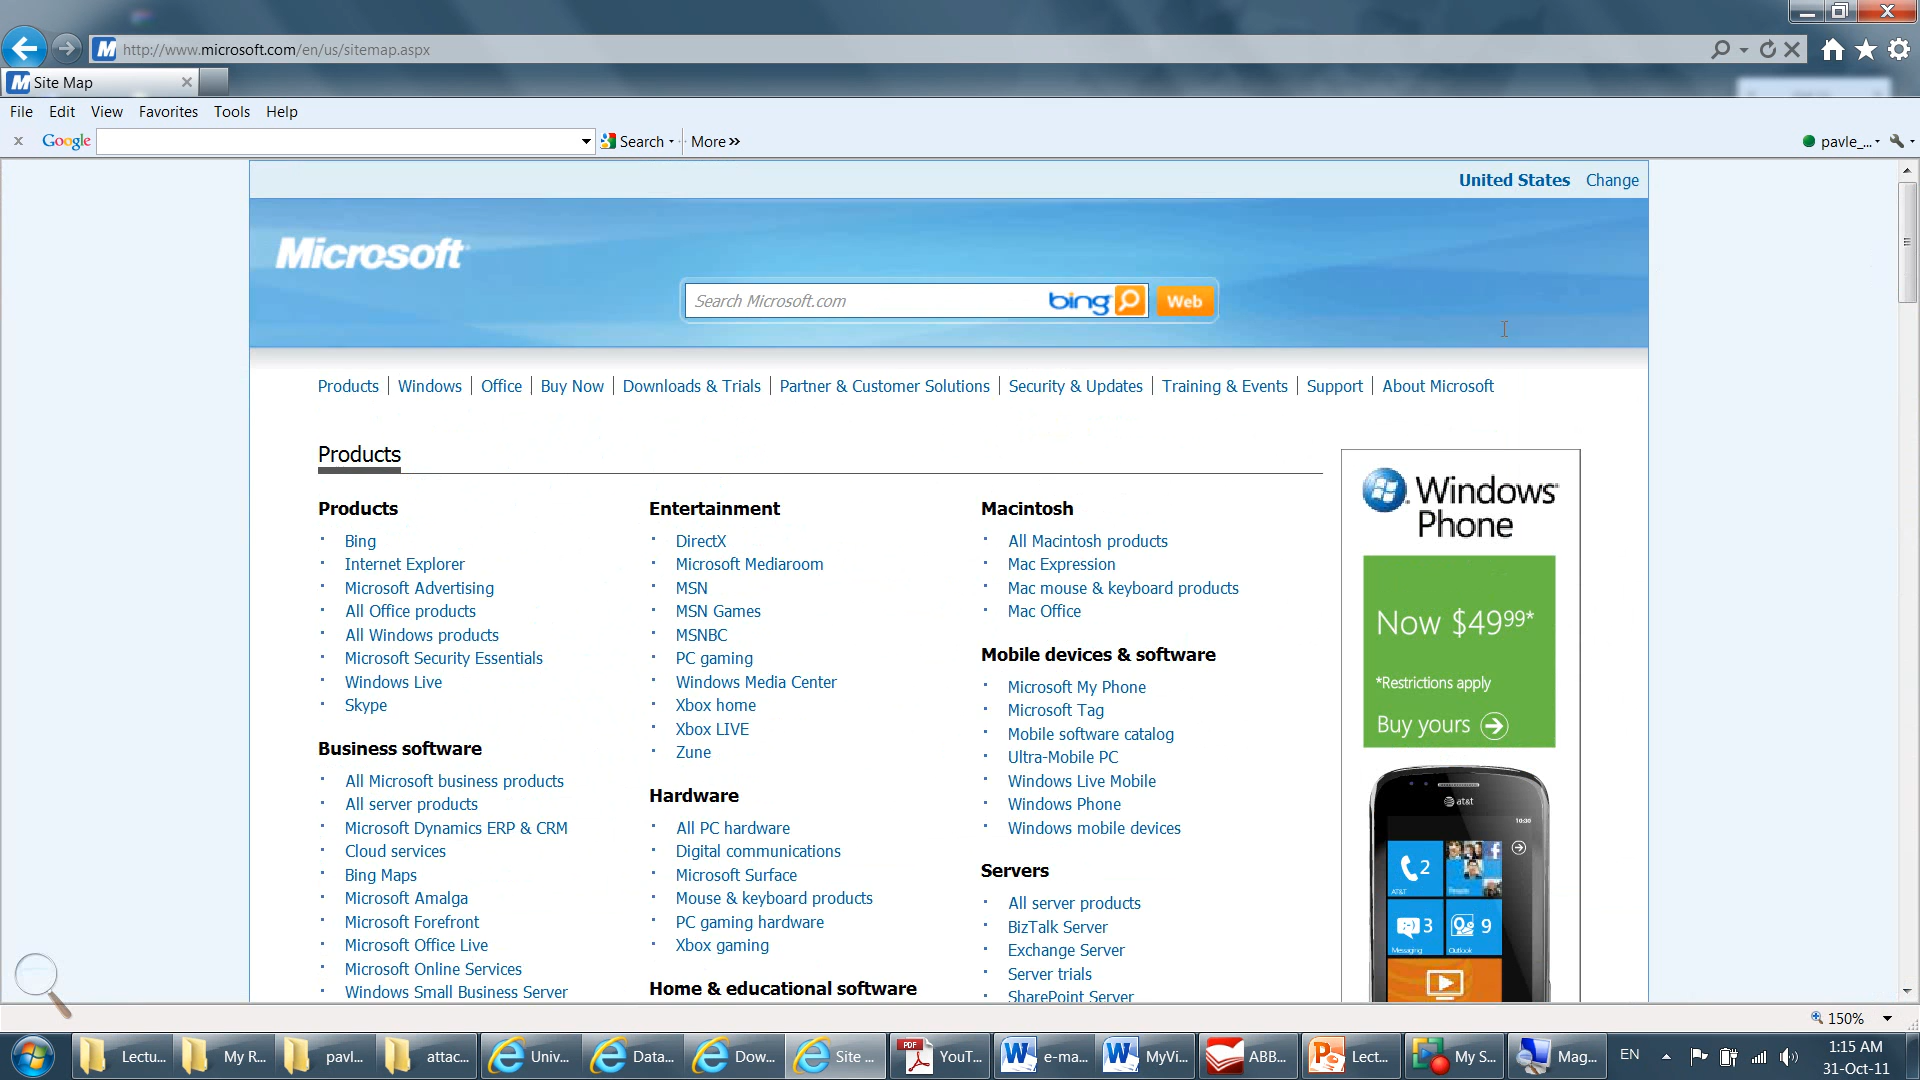 http://www.microsoft.com/en/us/sitemap.aspx
Site Map
File Edit View Favorites Tools Help
x Google Search More »
pavle_...
United States Change
Microsoft
Search Microsoft.com bing Web
Products Windows Office Buy Now Downloads & Trials Partner & Customer Solutions Security & Updates Training & Events Support About Microsoft
Products
Products
Bing
Internet Explorer
Microsoft Advertising
All Office products
All Windows products
Microsoft Security Essentials
Windows Live
Skype
Business software
All Microsoft business products
All server products
Microsoft Dynamics ERP & CRM
Cloud services
Bing Maps
Microsoft Amalga
Microsoft Forefront
Microsoft Office Live
Microsoft Online Services
Windows Small Business Server
Entertainment
DirectX
Microsoft Mediaroom
MSN
MSN Games
MSNBC
PC gaming
Windows Media Center
Xbox home
Xbox LIVE
Zune
Hardware
All PC hardware
Digital communications
Microsoft Surface
Mouse & keyboard products
PC gaming hardware
Xbox gaming
Home & educational software
Macintosh
All Macintosh products
Mac Expression
Mac mouse & keyboard products
Mac Office
Mobile devices & software
Microsoft My Phone
Microsoft Tag
Mobile software catalog
Ultra-Mobile PC
Windows Live Mobile
Windows Phone
Windows mobile devices
Servers
All server products
BizTalk Server
Exchange Server
Server trials
SharePoint Server
Windows
Phone
Now $49⁹⁹*
*Restrictions apply
Buy yours
at&t
10:00
2
AT&T
3
Messaging
9
Outlook
150%
Lectu... My R... pavl... attac... Univ... Data... Dow... Site ... PDF YouT... e-ma... MyVi... ABB... Lect... My S... Mag... EN
1:15 AM
31-Oct-11